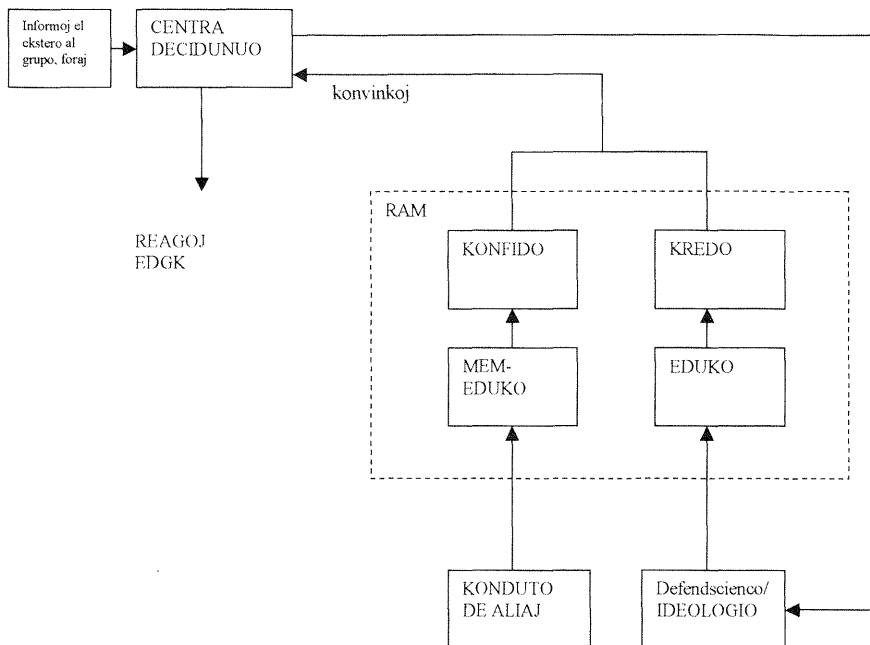 Informoj el
ekstero al
grupo, foraj
CENTRA
DECIDUNUO
konvinkoj
REAGOJ
EDGK
RAM
KONFIDO
KREDO
MEM-
EDUKO
EDUKO
KONDUTO
DE ALIAJ
Defendscienco/
IDEOLOGIO